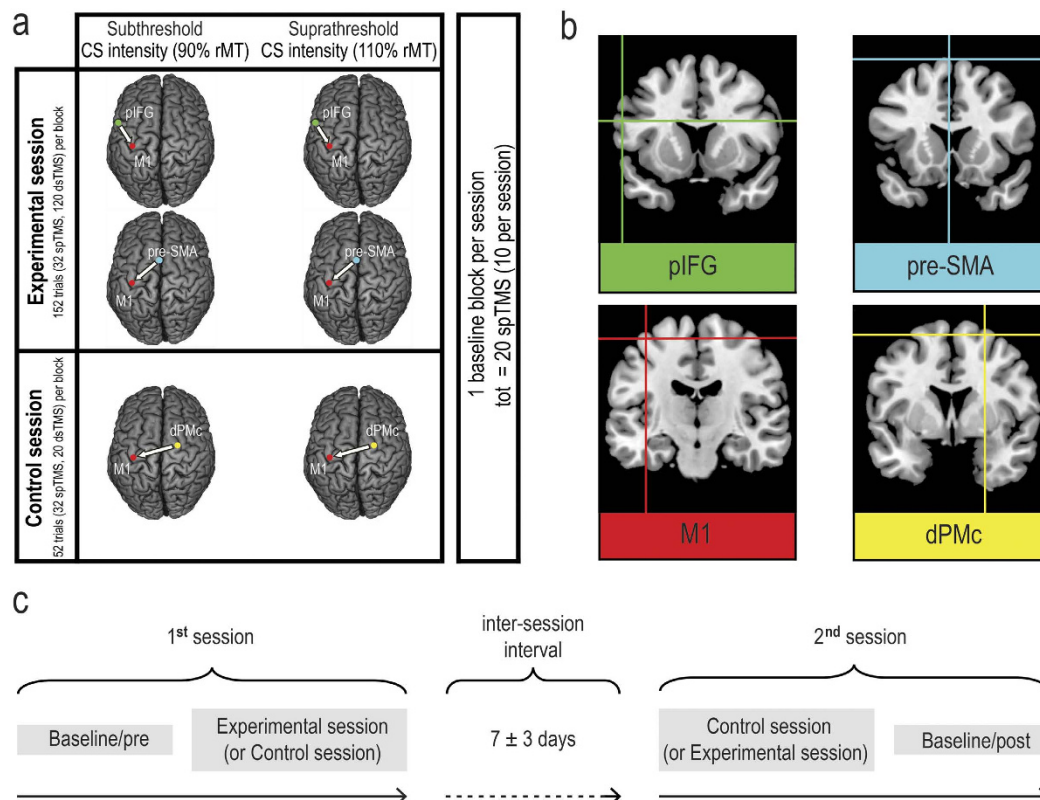 a
Subthreshold
CS intensity (90% rMT)
Suprathreshold
CS intensity (110% rMT)
Experimental session
152 trials (32 spTMS, 120 dsTMS) per block
pIFG
M1
pIFG
M1
pre-SMA
M1
pre-SMA
M1
Control session
52 trials (32 spTMS, 20 dsTMS) per block
dPMc
M1
dPMc
M1
1 baseline block per session
tot = 20 spTMS (10 per session)
b
pIFG
pre-SMA
M1
dPMc
c
1st session
inter-session
interval
2nd session
Baseline/pre
Experimental session
(or Control session)
7 ± 3 days
Control session
(or Experimental session)
Baseline/post